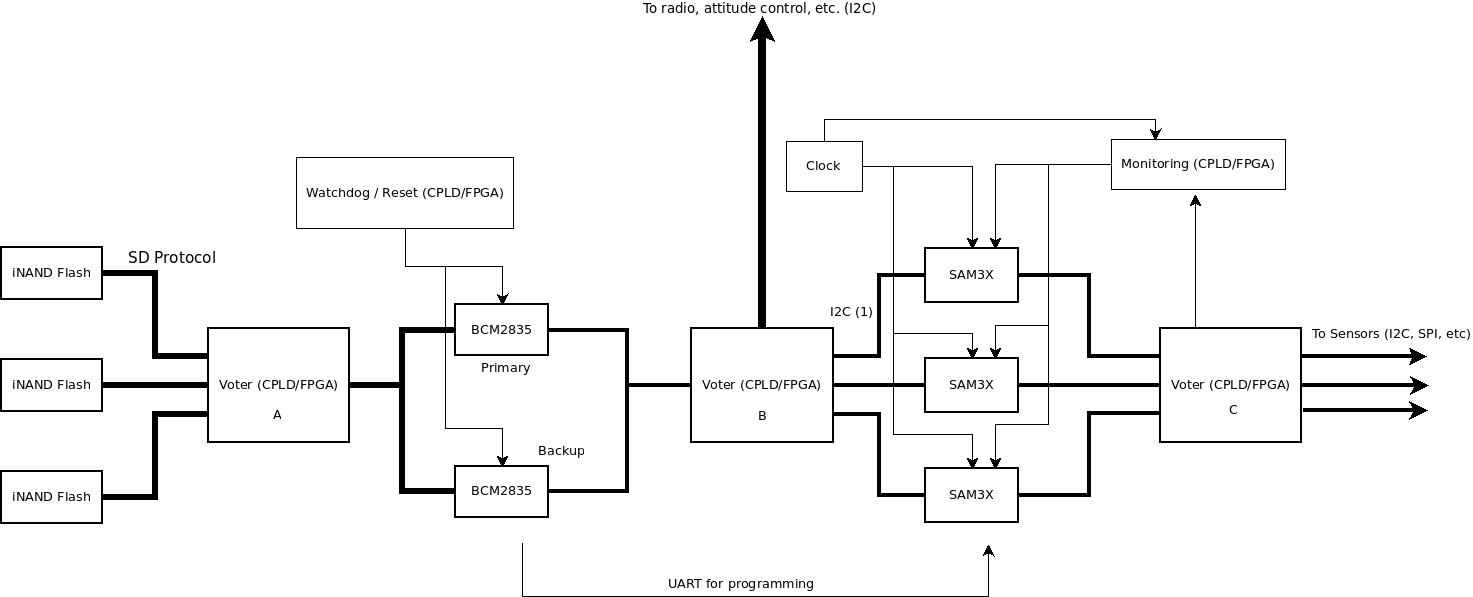 To radio, attitude control, etc. (I2C)
Clock
Monitoring (CPLD/FPGA)
Watchdog / Reset (CPLD/FPGA)
SD Protocol
iNAND Flash
SAM3X
I2C (1)
BCM2835
To Sensors (I2C, SPI, etc)
Primary
iNAND Flash
Voter (CPLD/FPGA)
A
Voter (CPLD/FPGA)
B
SAM3X
Voter (CPLD/FPGA)
C
Backup
BCM2835
iNAND Flash
SAM3X
UART for programming